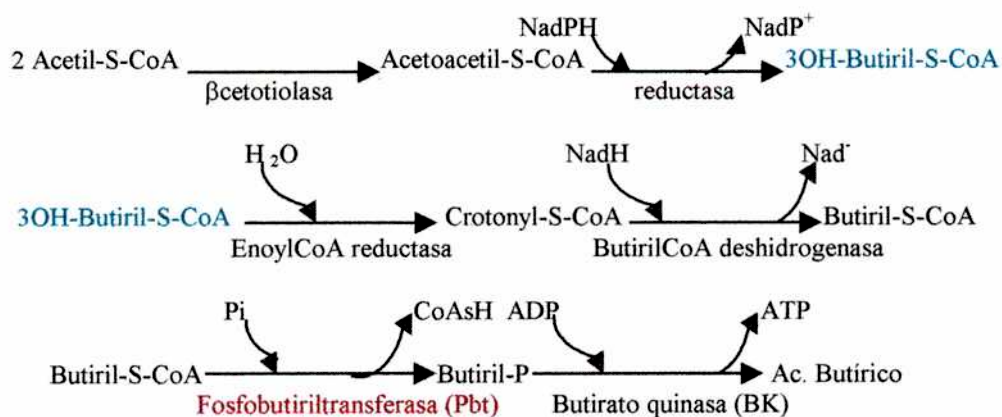 NadPH NadP⁺
2 Acetil-S-CoA Acetoacetil-S-CoA 3OH-Butiril-S-CoA
βcetotiolasa reductasa
H₂O NadH Nad⁻
3OH-Butiril-S-CoA Crotonyl-S-CoA Butiril-S-CoA
EnoylCoA reductasa ButirilCoA deshidrogenasa
Pi CoAsH ADP ATP
Butiril-S-CoA Butiril-P Ac. Butírico
Fosfobutiriltransferasa (Pbt) Butirato quinasa (BK)